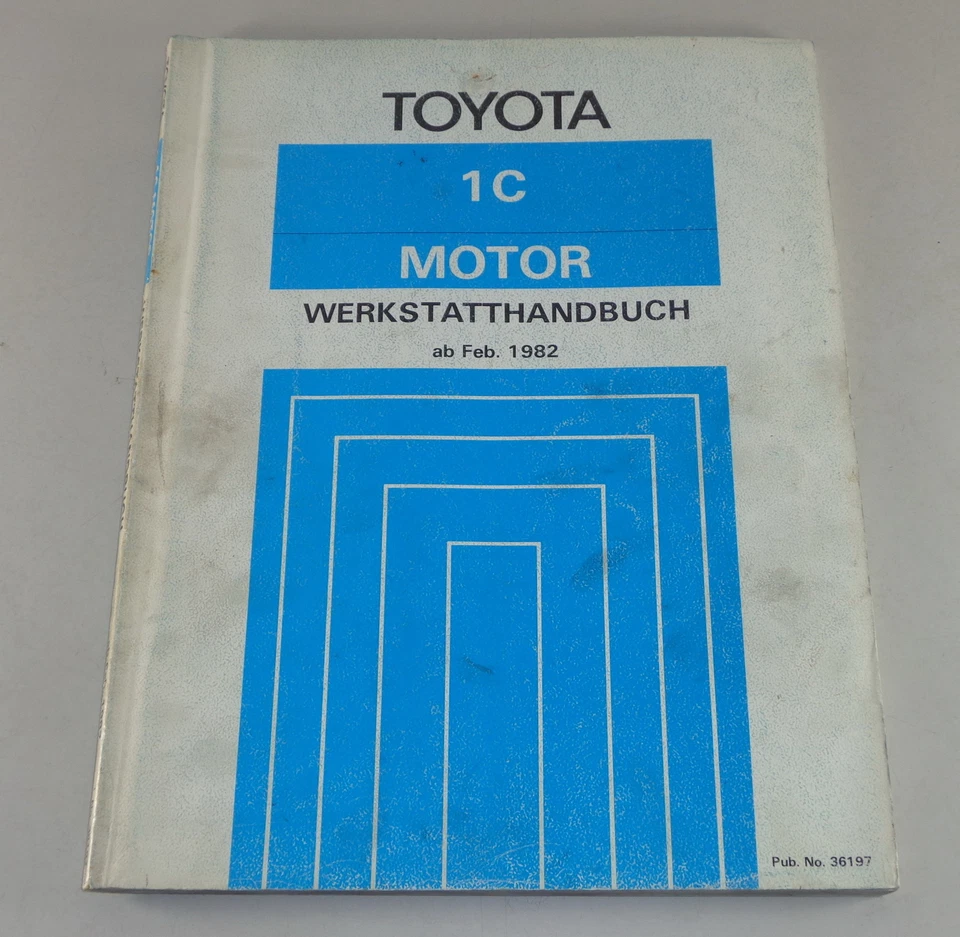 TOYOTA
1C
MOTOR
WERKSTATTHANDBUCH
ab Feb. 1982
Pub. No. 36197